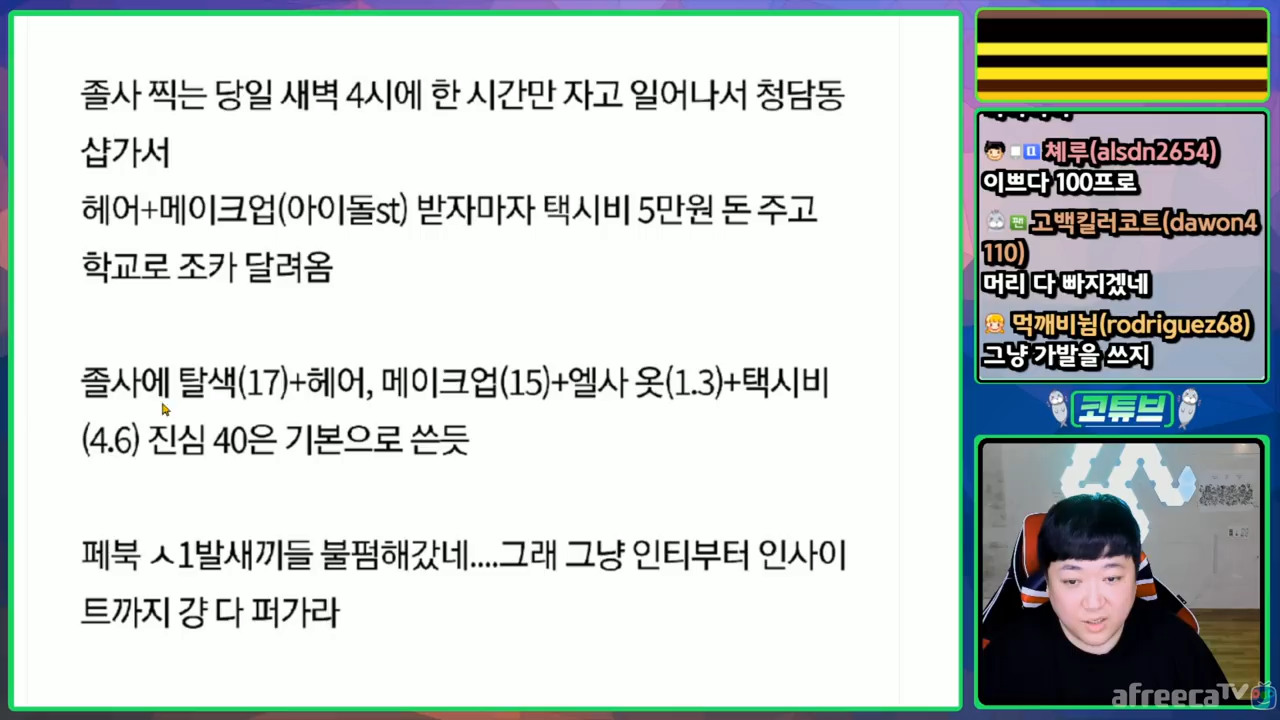 졸사 찍는 당일 새벽 4시에 한 시간만 자고 일어나서 청담동
샵가서
헤어+메이크업(아이돌st) 받자마자 택시비 5만원 돈 주고
학교로 조카 달려옴
졸사에 탈색(17)+헤어, 메이크업(15)+엘사 옷(1.3)+택시비
(4.6) 진심 40은 기본으로 쓴듯
페북 ㅅ1발새끼들 불펌해갔네....그래 그냥 인티부터 인사이
트까지 걍 다 퍼가라
체루(alsdn2654)
이쁘다 100프로
팬 고백킬러코트(dawon4
110)
머리 다 빠지겠네
먹깨비뉨(rodriguez68)
그냥 가발을 쓰지
코튜브
afreecaTV